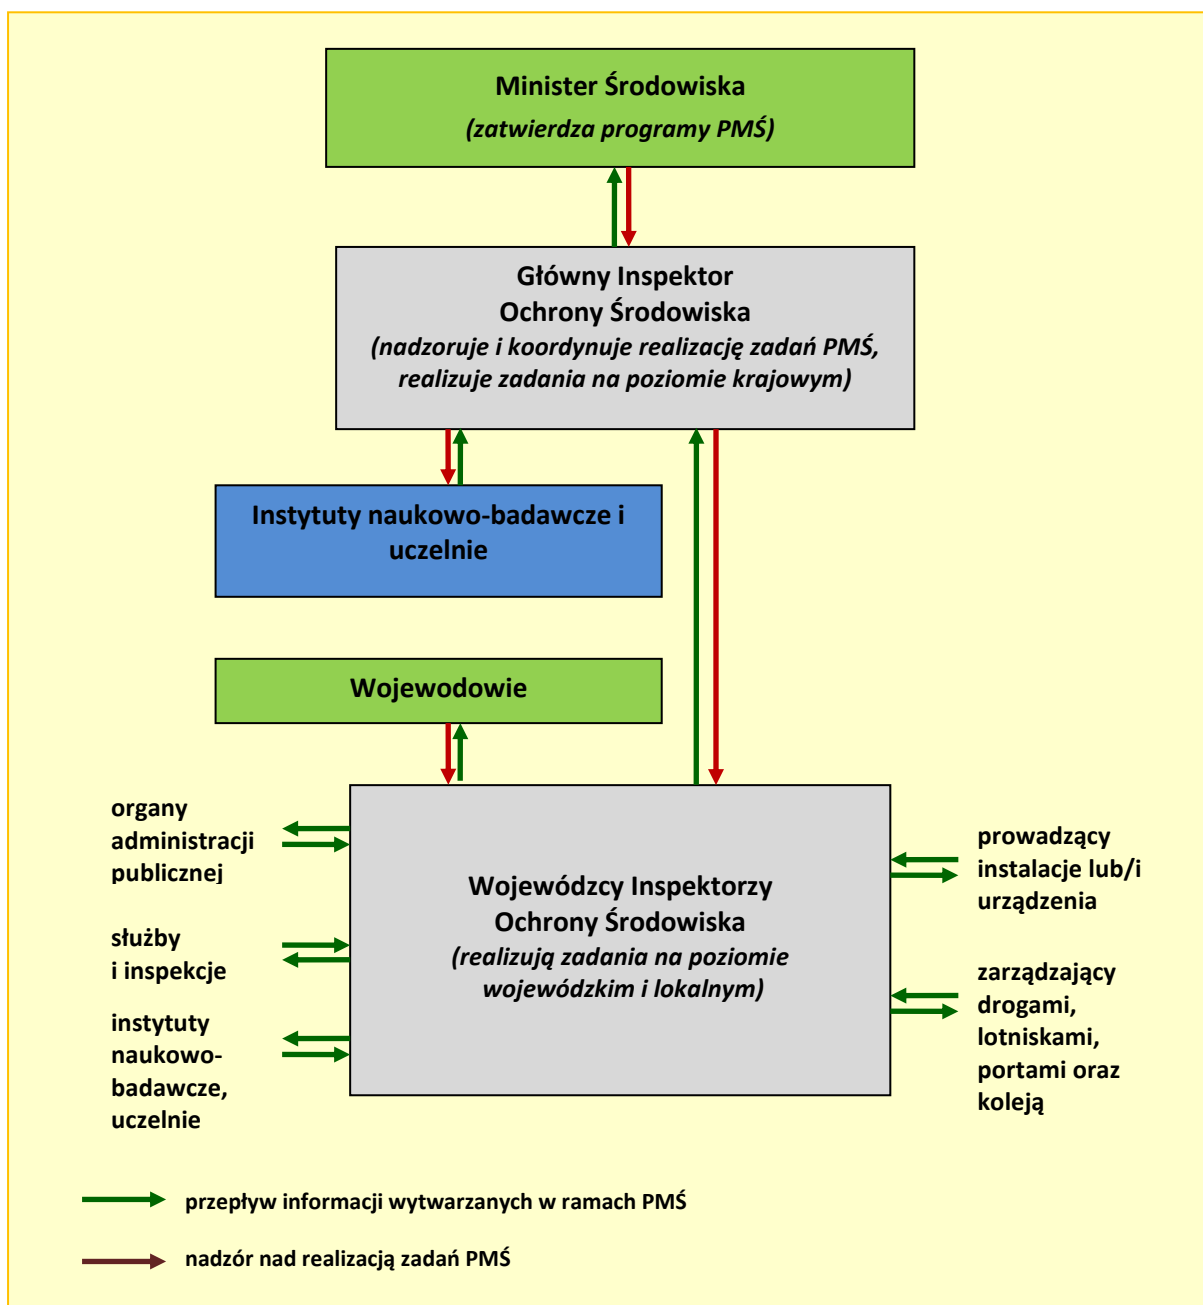 Minister Środowiska
(zatwierdza programy PMŚ)
Główny Inspektor
Ochrony Środowiska
(nadzoruje i koordynuje realizację zadań PMŚ,
realizuje zadania na poziomie krajowym)
Instytuty naukowo-badawcze i
uczelnie
Wojewodowie
organy
administracji
publicznej
służby
i inspekcje
instytuty
naukowo-
badawcze,
uczelnie
Wojewódzcy Inspektorzy
Ochrony Środowiska
(realizują zadania na poziomie
wojewódzkim i lokalnym)
prowadzący
instalacje lub/i
urządzenia
zarządzający
drogami,
lotniskami,
portami oraz
koleją
przepływ informacji wytwarzanych w ramach PMŚ
nadzór nad realizacją zadań PMŚ